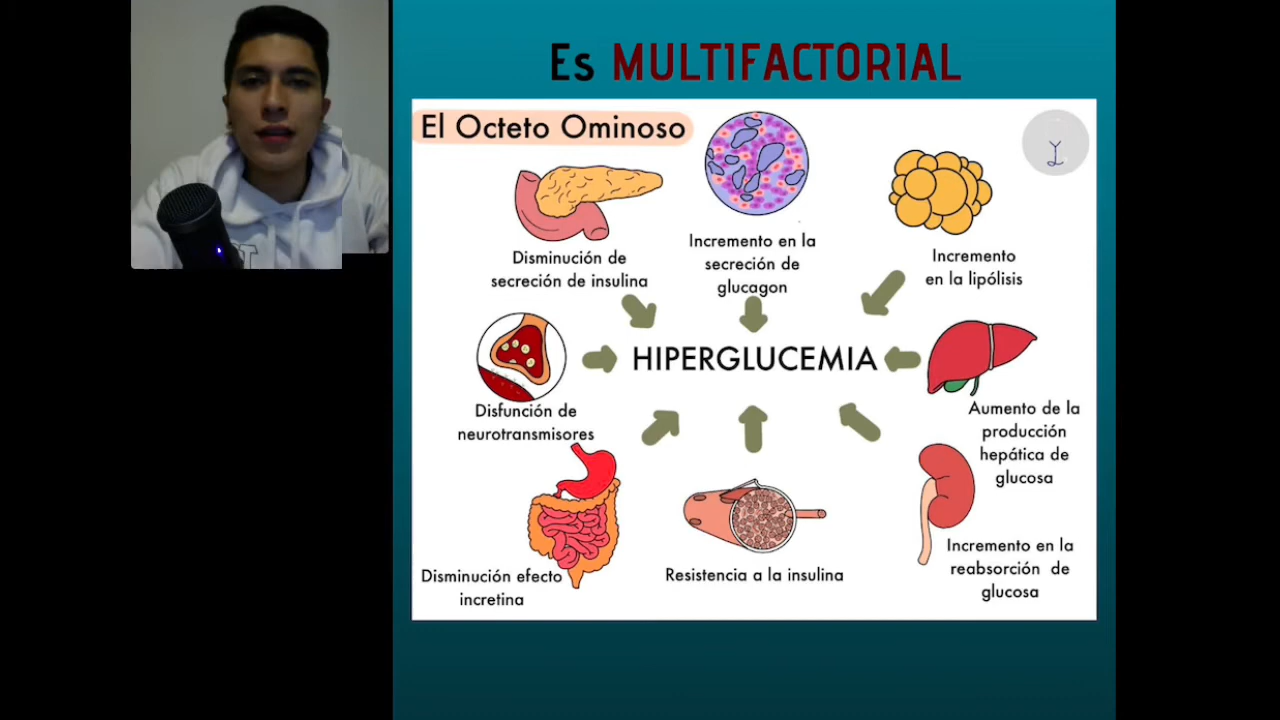 Es MULTIFACTORIAL
El Octeto Ominoso
Disminución de
secreción de insulina
Incremento en la
secreción de
glucagon
Incremento
en la lipólisis
HIPERGLUCEMIA
Disfunción de
neurotransmisores
Aumento de la
producción
hepática de
glucosa
Disminución efecto
incretina
Resistencia a la insulina
Incremento en la
reabsorción de
glucosa